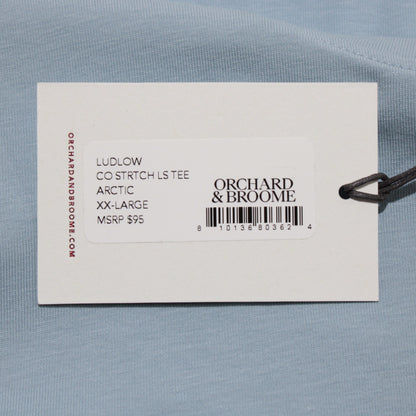 ORCHARDANDBROOME.COM
LUDLOW
CO STRTCH LS TEE
ARCTIC
XX-LARGE
MSRP $95
ORCHARD
& BROOME
8 10136 80362 4